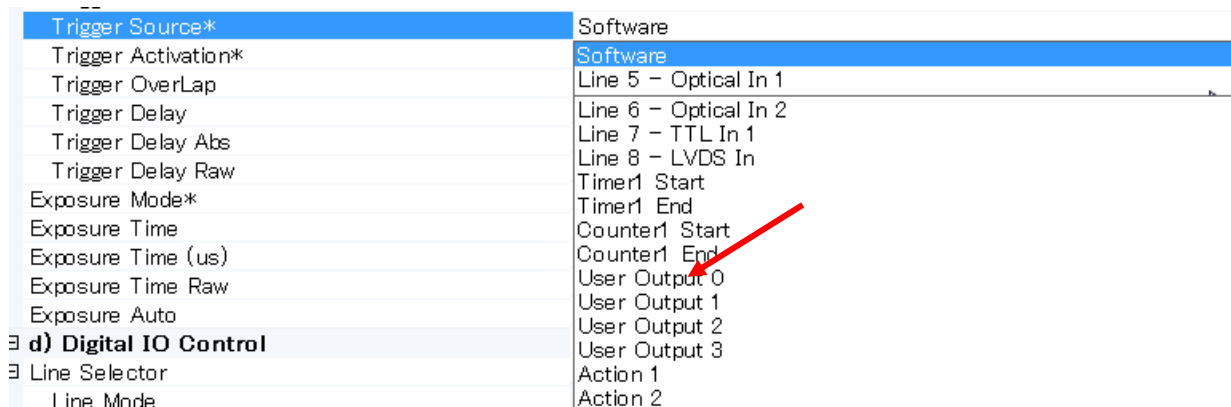 Trigger Source* Software
Trigger Activation* Software
Trigger OverLap Line 5 - Optical In 1
Trigger Delay Line 6 - Optical In 2
Trigger Delay Abs Line 7 - TTL In 1
Trigger Delay Raw Line 8 - LVDS In
Exposure Mode* Timer1 Start
Timer1 End
Exposure Time Counter1 Start
Exposure Time (us) Counter1 End
Exposure Time Raw User Output 0
Exposure Auto User Output 1
d) Digital IO Control User Output 2
User Output 3
Line Selector Action 1
Line Mode Action 2